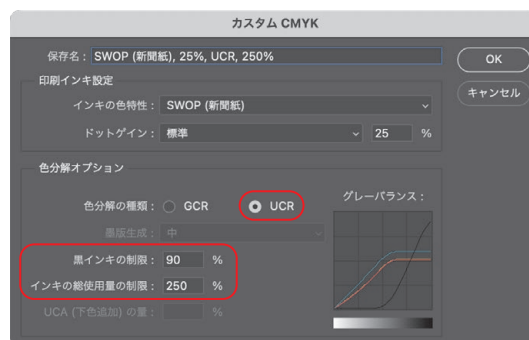 カスタム CMYK
保存名： SWOP (新聞紙), 25%, UCR, 250%
OK
キャンセル
印刷インキ設定
インキの色特性： SWOP (新聞紙)
ドットゲイン： 標準 25 %
色分解オプション
色分解の種類： GCR UCR
グレーバランス：
墨版生成： 中
黒インキの制限： 90 %
インキの総使用量の制限： 250 %
UCA (下色追加) の量： %